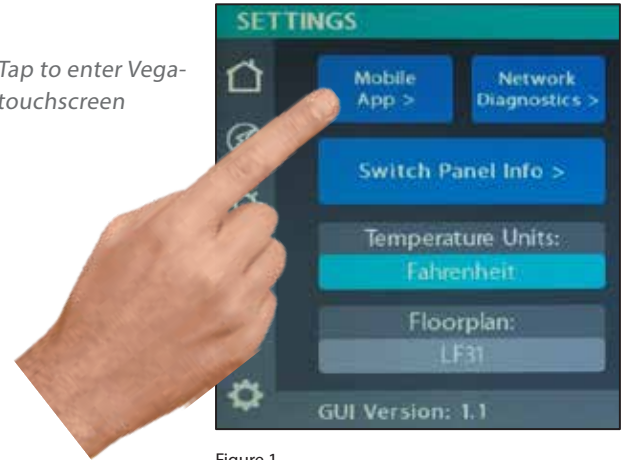 SETTINGS
Tap to enter Vega-
touchscreen
Mobile
App >
Network
Diagnostics >
Switch Panel Info >
Temperature Units:
Fahrenheit
Floorplan:
LF31
GUI Version: 1.1
Figure 1